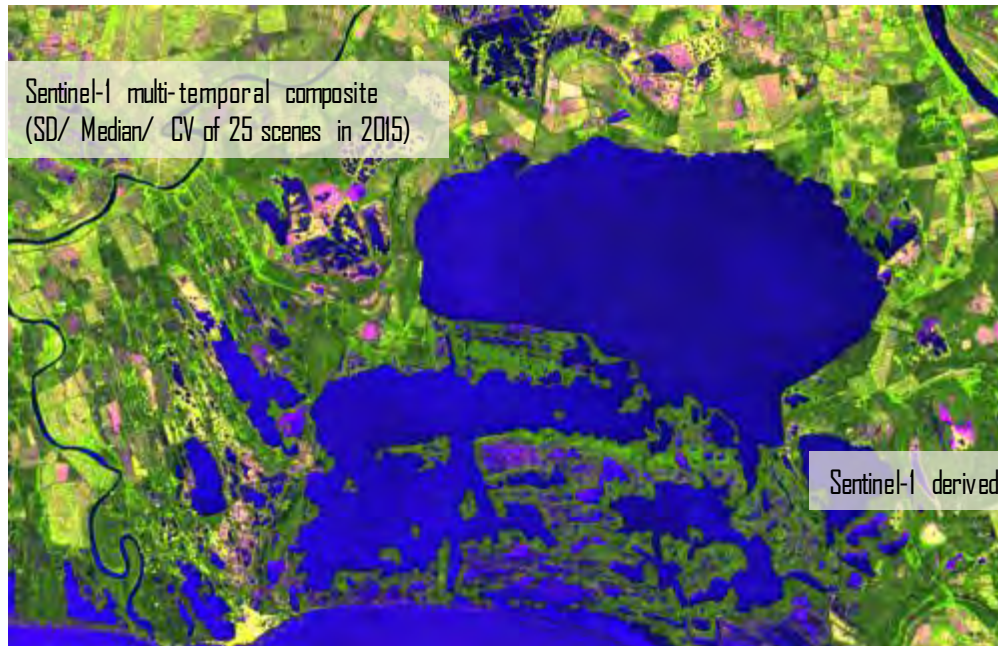 Sentinel-1 multi-temporal composite
(SD/ Median/ CV of 25 scenes in 2015)
Sentinel-1 derived